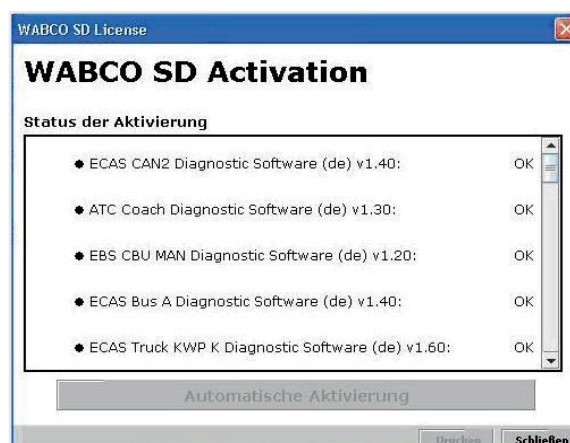 WABCO SD License
WABCO SD Activation
Status der Aktivierung
ECAS CAN2 Diagnostic Software (de) v1.40: OK
ATC Coach Diagnostic Software (de) v1.30: OK
EBS CBU MAN Diagnostic Software (de) v1.20: OK
ECAS Bus A Diagnostic Software (de) v1.40: OK
ECAS Truck KWP K Diagnostic Software (de) v1.60: OK
Automatische Aktivierung
Drucken Schließen